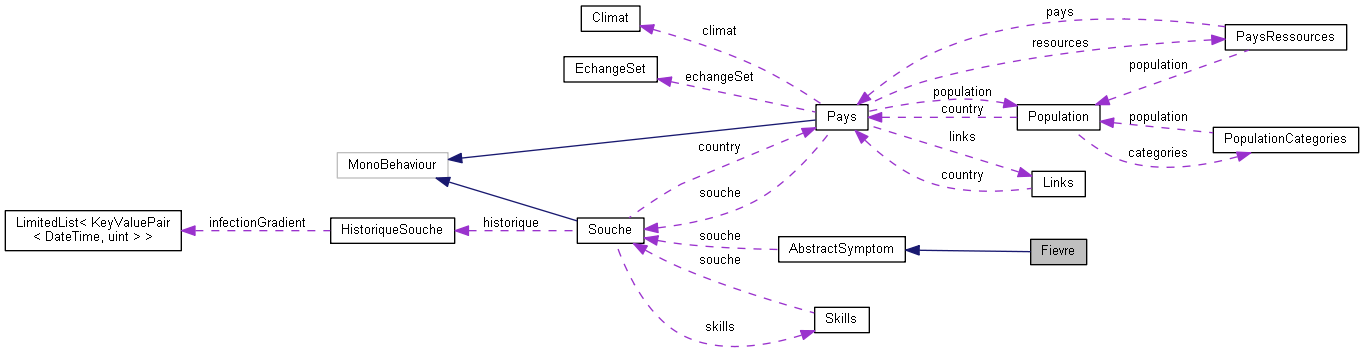 Climat
pays
climat
PaysRessources
resources
EchangeSet
echangeSet
population
population
Pays
country
Population
population
PopulationCategories
links
categories
MonoBehaviour
country
country
Links
souche
LimitedList< KeyValuePair
< DateTime, uint > >
infectionGradient
HistoriqueSouche
historique
Souche
souche
AbstractSymptom
Fievre
souche
skills
Skills